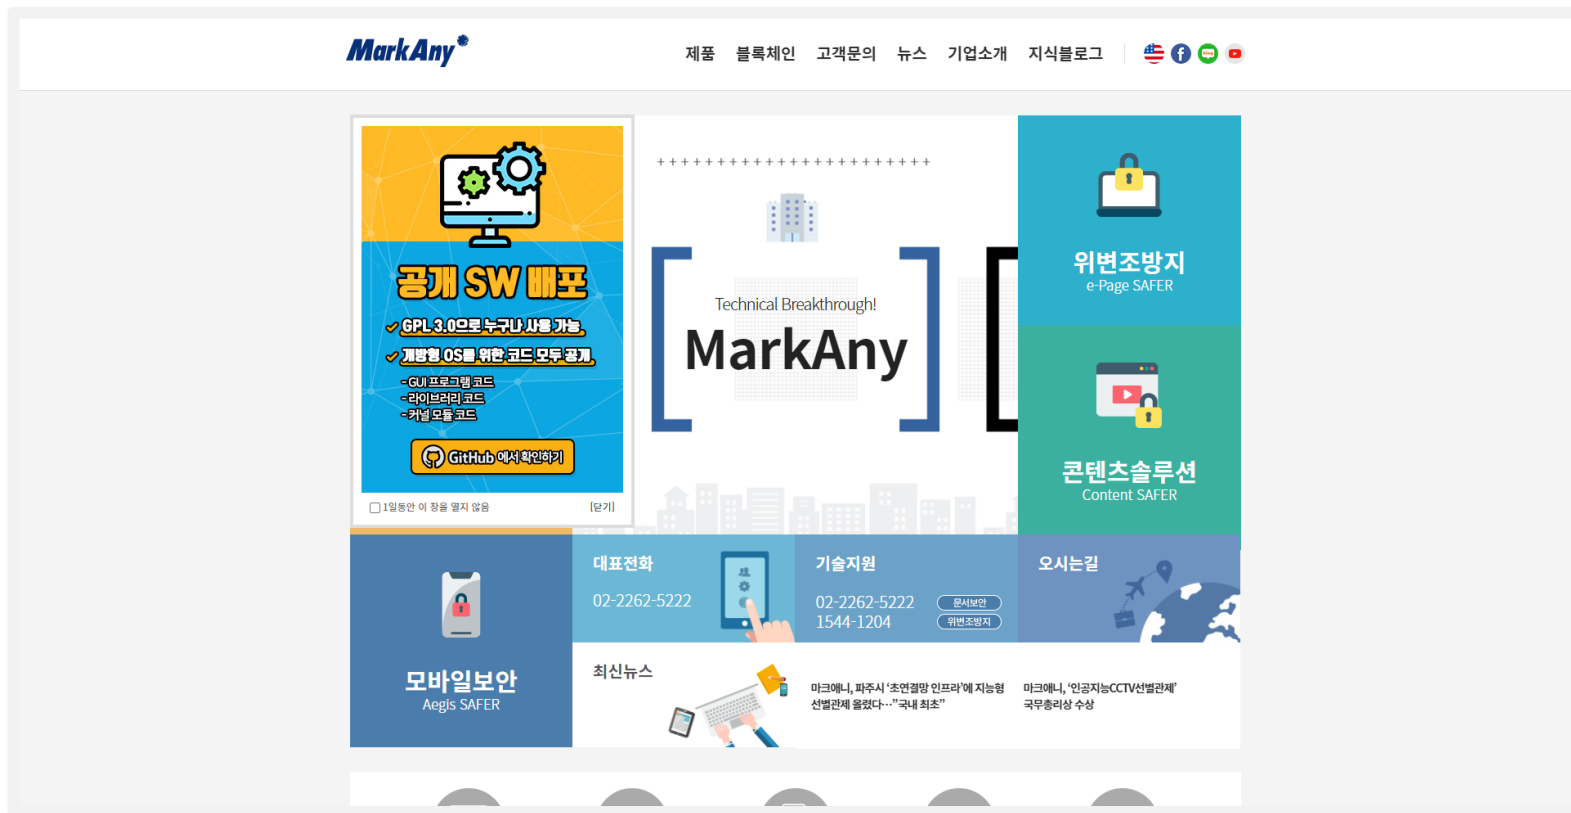 MarkAny
제품 블록체인 고객문의 뉴스 기업소개 지식블로그
공개 SW 배포
GPL 3.0으로 누구나 사용 가능
개방형 OS를 위한 코드 모두 공개
- GUI 프로그램 코드
- 라이브러리 코드
- 커널 모듈 코드
GitHub 에서 확인하기
1일동안 이 창을 열지 않음 [닫기]
+ + + + + + + + + + + + + + + + + + + + + + +
Technical Breakthrough!
MarkAny
위변조방지
e-Page SAFER
콘텐츠솔루션
Content SAFER
모바일보안
Aegis SAFER
대표전화
02-2262-5222
기술지원
02-2262-5222 문서보안
1544-1204 위변조방지
오시는길
최신뉴스
마크애니, 파주시 ‘초연결망 인프라’에 지능형
선별관제 올렸다…”국내 최초”
마크애니, ‘인공지능CCTV선별관제’
국무총리상 수상